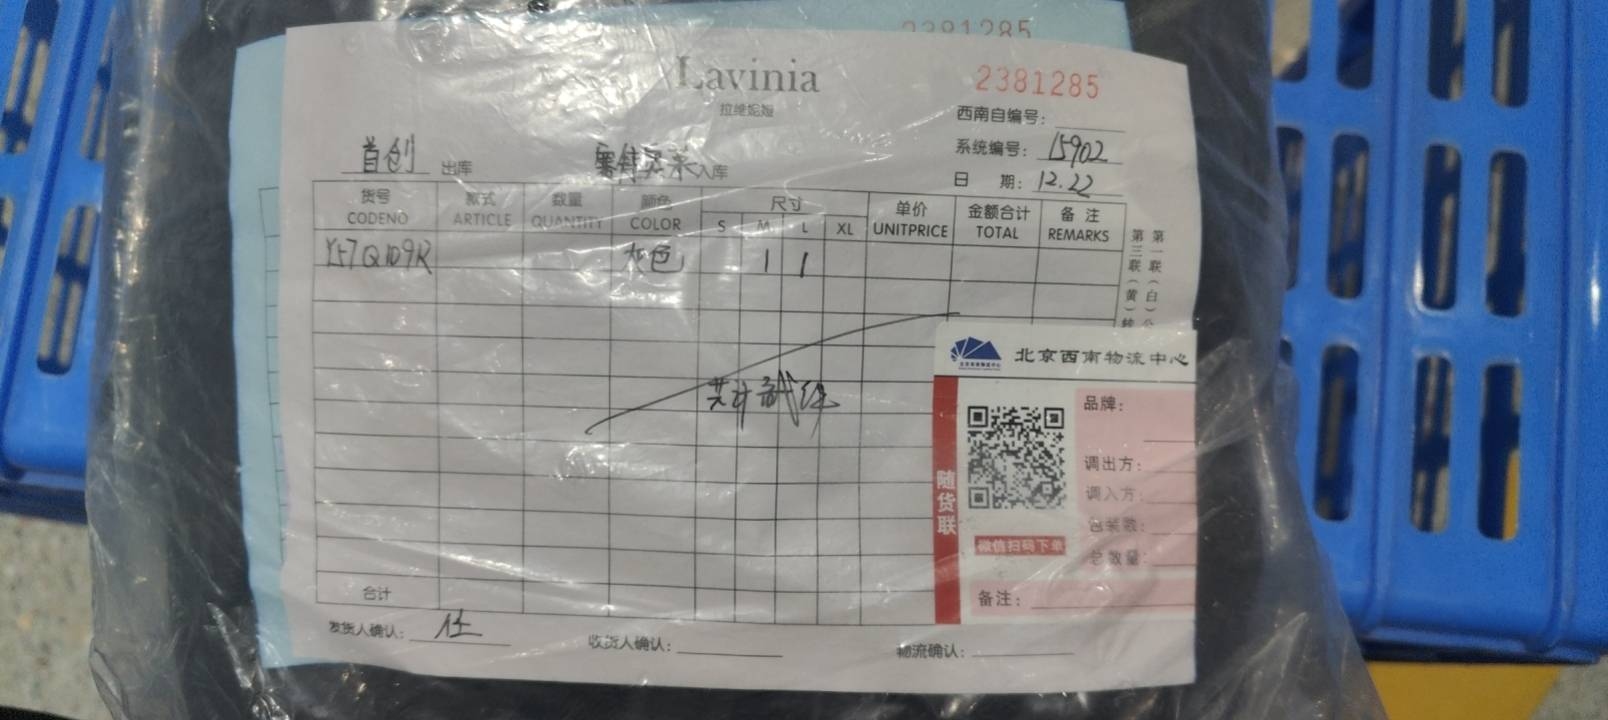 2381285
Lavinia
2381285
拉维妮娅
西南自编号:
系统编号: 15902
日 期: 12.22
首创 出库 入库
货号 款式 数量 颜色 尺寸 单价 金额合计 备注
CODENO ARTICLE QUANTITY COLOR S M L XL UNITPRICE TOTAL REMARKS
灰色 1 1
第一联(白)
第三联(黄)
共计 件
北京西南物流中心
品牌:
调出方:
调入方:
包装数:
总数量:
随货联
微信扫码下单
备注:
合计
发货人确认: 收货人确认: 物流确认: